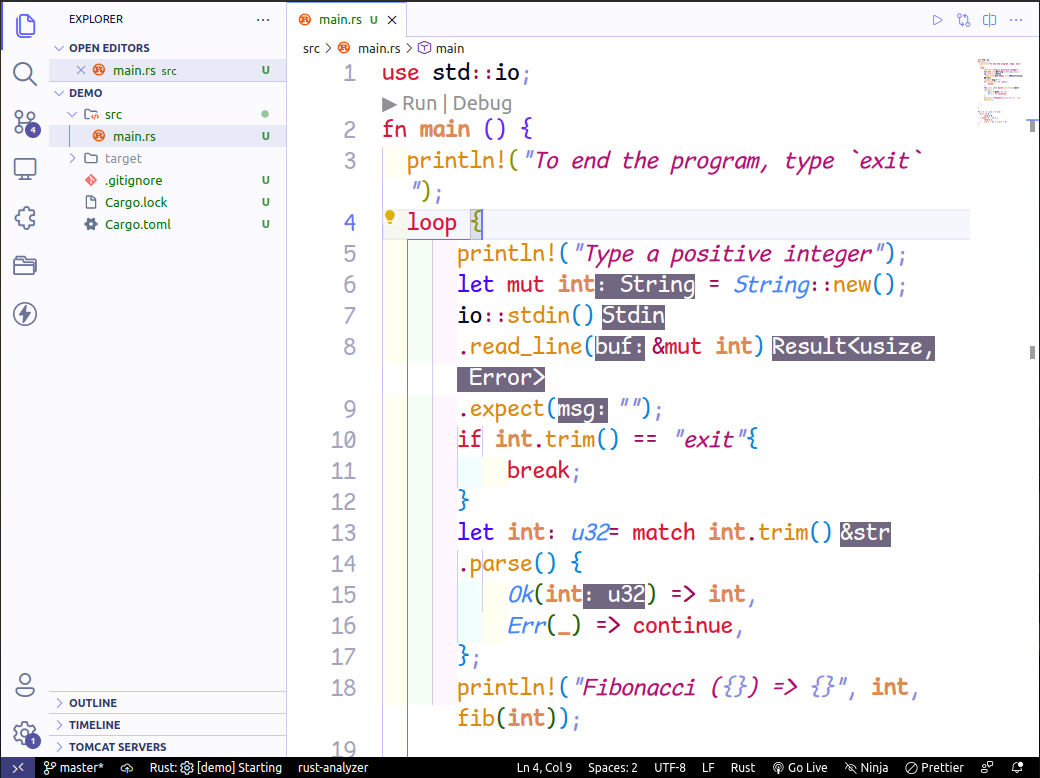 EXPLORER
OPEN EDITORS
main.rs src U
DEMO
src
main.rs U
target
.gitignore U
Cargo.lock U
Cargo.toml U
OUTLINE
TIMELINE
TOMCAT SERVERS
4
1
main.rs U
src > main.rs > main
1 use std::io;
▶ Run | Debug
2 fn main () {
3 println!("To end the program, type `exit`
");
4 loop {
5 println!("Type a positive integer");
6 let mut int: String = String::new();
7 io::stdin() Stdin
8 .read_line(buf: &mut int) Result<usize,
Error>
9 .expect(msg: "");
10 if int.trim() == "exit"{
11 break;
12 }
13 let int: u32= match int.trim() &str
14 .parse() {
15 Ok(int: u32) => int,
16 Err(_) => continue,
17 };
18 println!("Fibonacci ({}) => {}", int,
fib(int));
19
master* Rust: [demo] Starting rust-analyzer Ln 4, Col 9 Spaces: 2 UTF-8 LF Rust Go Live Ninja Prettier